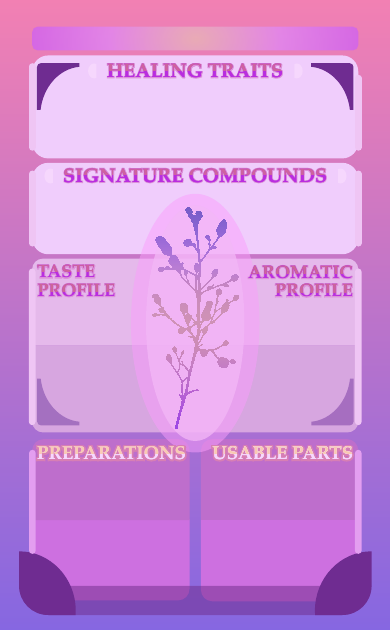 HEALING TRAITS
SIGNATURE COMPOUNDS
TASTE
PROFILE
AROMATIC
PROFILE
PREPARATIONS
USABLE PARTS